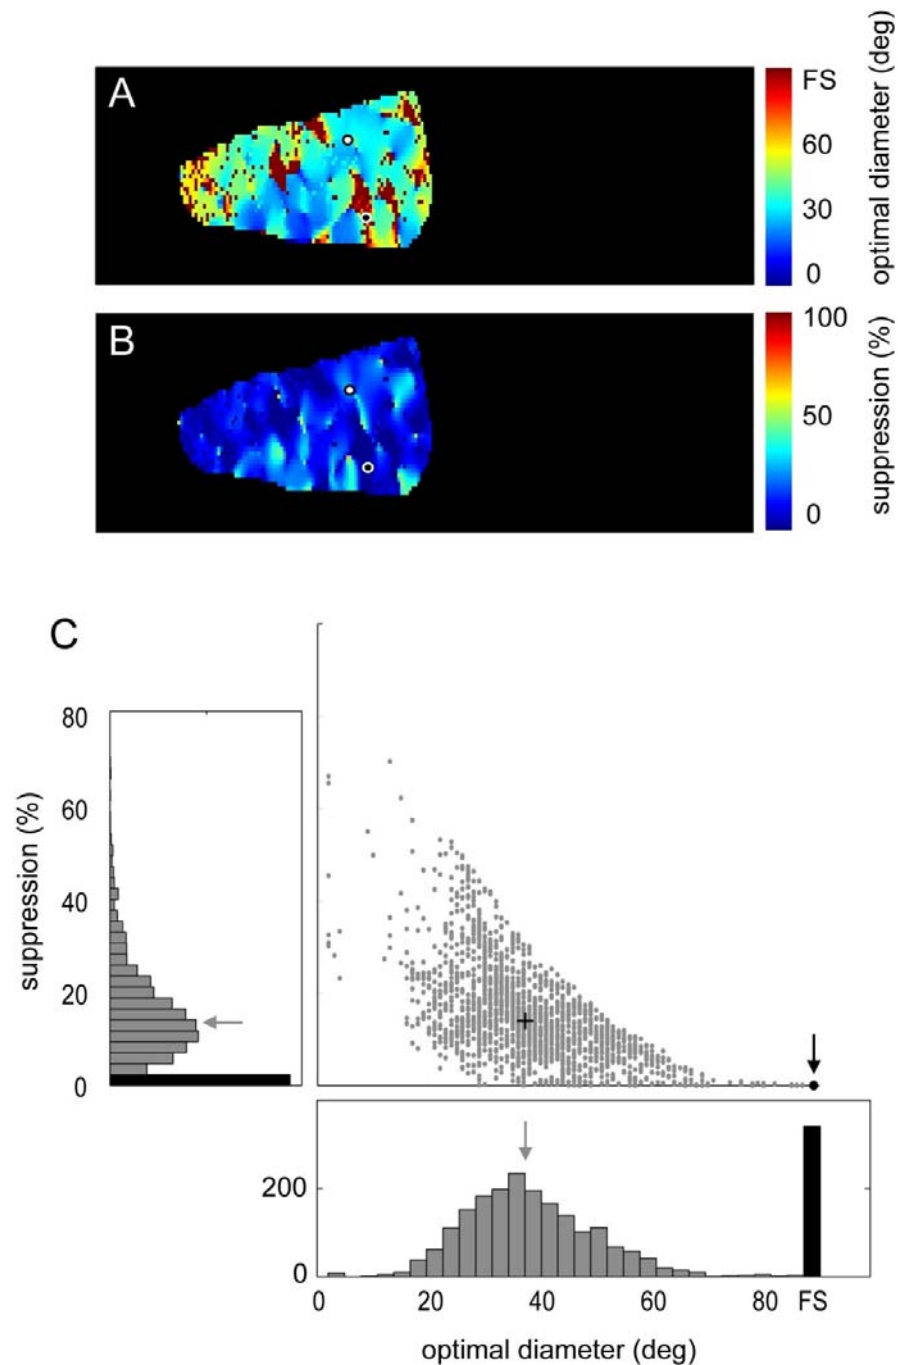 A
FS
60
30
0
optimal diameter (deg)
B
100
50
0
suppression (%)
C
80
60
40
20
0
suppression (%)
200
0
0 20 40 60 80 FS
optimal diameter (deg)